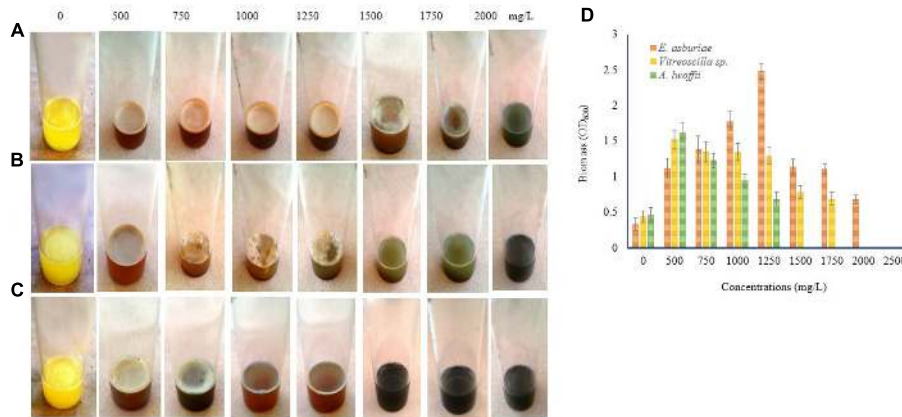 0 500 750 1000 1250 1500 1750 2000 mg/L
A
B
C
D
E. asburiae
Vitreoscilla sp.
3
2.5
2
1.5
1
0.5
0
Biomass (OD₆₀₀)
0 500 750 1000 1250 1500 1750 2000 2500
Concentrations (mg/L)